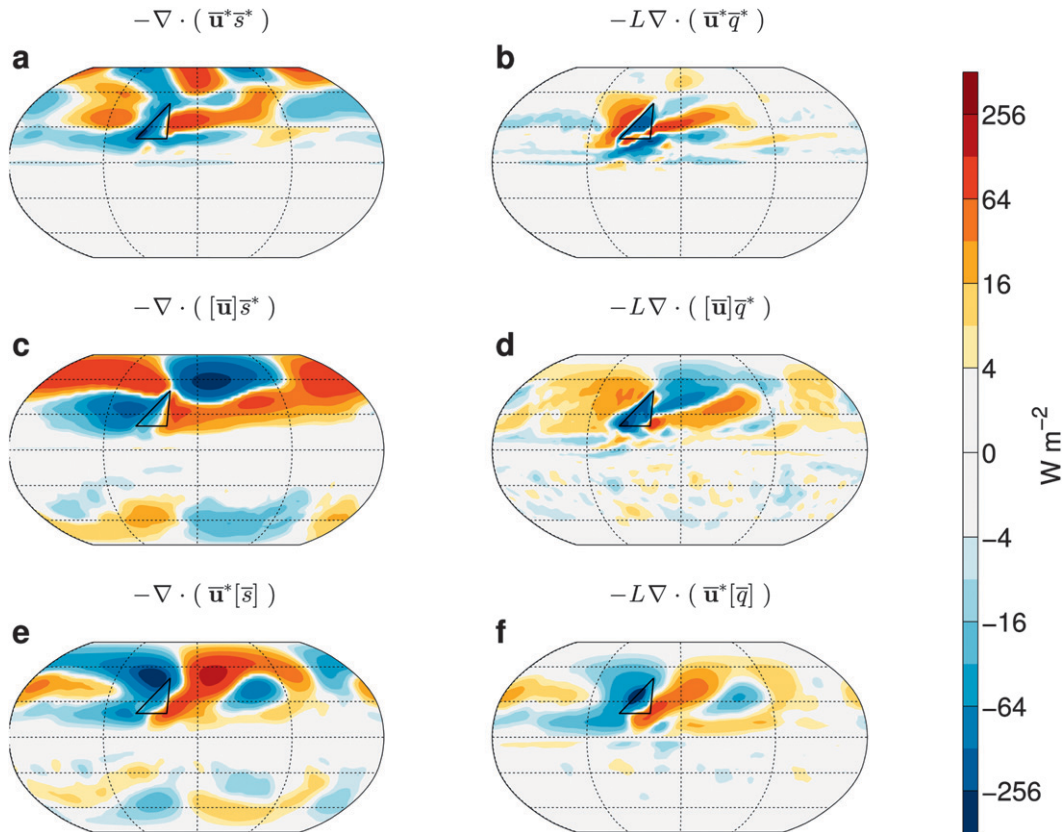 −∇ · ( u̅*s̅* )
−L∇ · ( u̅*q̅* )
a
b
−∇ · ( [u̅]s̅* )
−L∇ · ( [u̅]q̅* )
c
d
−∇ · ( u̅*[s̅] )
−L∇ · ( u̅*[q̅] )
e
f
256
64
16
4
0
−4
−16
−64
−256
W m⁻²